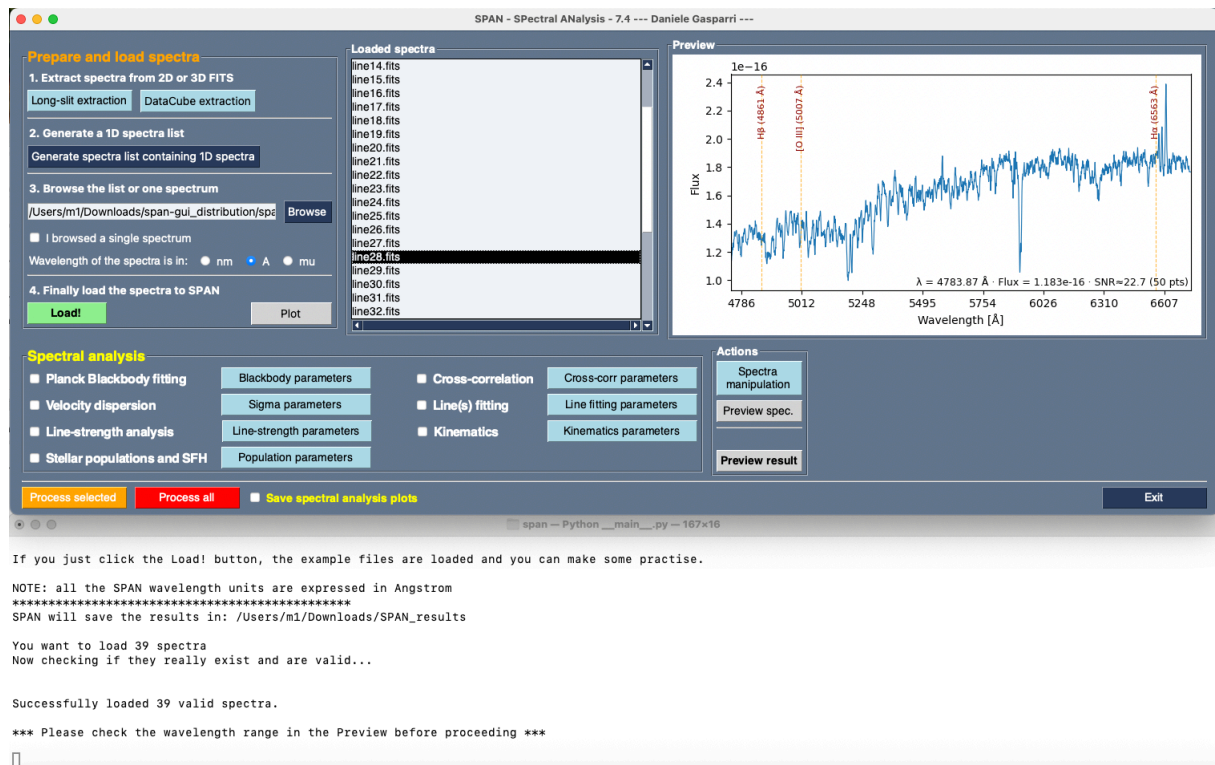 SPAN - SPectral ANalysis - 7.4 --- Daniele Gasparri ---
Prepare and load spectra
1. Extract spectra from 2D or 3D FITS
Long-slit extraction
DataCube extraction
2. Generate a 1D spectra list
Generate spectra list containing 1D spectra
3. Browse the list or one spectrum
/Users/m1/Downloads/span-gui_distribution/spa
Browse
I browsed a single spectrum
Wavelength of the spectra is in: nm A mu
4. Finally load the spectra to SPAN
Load!
Plot
Loaded spectra
line14.fits
line15.fits
line16.fits
line17.fits
line18.fits
line19.fits
line20.fits
line21.fits
line22.fits
line23.fits
line24.fits
line25.fits
line26.fits
line27.fits
line28.fits
line29.fits
line30.fits
line31.fits
line32.fits
Preview
1e−16
2.4
2.2
2.0
1.8
1.6
1.4
1.2
1.0
Flux
Hβ (4861 Å)
[O III] (5007 Å)
Hα (6563 Å)
λ = 4783.87 Å · Flux = 1.183e-16 · SNR≈22.7 (50 pts)
4786 5012 5248 5495 5754 6026 6310 6607
Wavelength [Å]
Spectral analysis
Planck Blackbody fitting
Blackbody parameters
Cross-correlation
Cross-corr parameters
Velocity dispersion
Sigma parameters
Line(s) fitting
Line fitting parameters
Line-strength analysis
Line-strength parameters
Kinematics
Kinematics parameters
Stellar populations and SFH
Population parameters
Actions
Spectra
manipulation
Preview spec.
Preview result
Process selected
Process all
Save spectral analysis plots
Exit
span — Python __main__.py — 167×16
If you just click the Load! button, the example files are loaded and you can make some practise.
NOTE: all the SPAN wavelength units are expressed in Angstrom
***********************************************
SPAN will save the results in: /Users/m1/Downloads/SPAN_results
You want to load 39 spectra
Now checking if they really exist and are valid...
Successfully loaded 39 valid spectra.
*** Please check the wavelength range in the Preview before proceeding ***